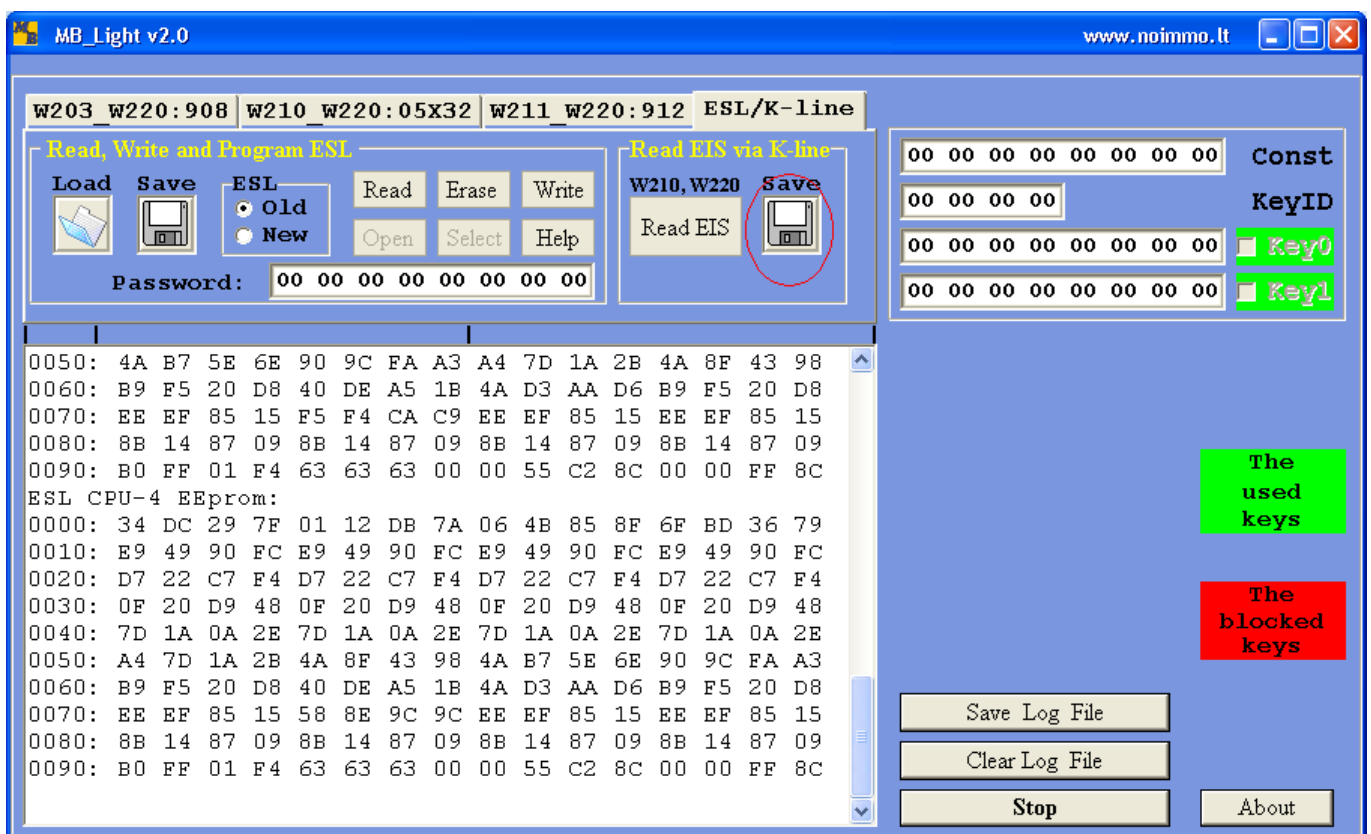 MB_Light v2.0 www.noimmo.lt
W203_W220:908 W210_W220:05X32 W211_W220:912 ESL/K-line
Read, Write and Program ESL
Load Save ESL
Old
New
Read Erase Write
Open Select Help
Password: 00 00 00 00 00 00 00 00
Read EIS via K-line
W210, W220 Save
Read EIS
00 00 00 00 00 00 00 00 Const
00 00 00 00 KeyID
00 00 00 00 00 00 00 00 Key0
00 00 00 00 00 00 00 00 Key1
0050: 4A B7 5E 6E 90 9C FA A3 A4 7D 1A 2B 4A 8F 43 98
0060: B9 F5 20 D8 40 DE A5 1B 4A D3 AA D6 B9 F5 20 D8
0070: EE EF 85 15 F5 F4 CA C9 EE EF 85 15 EE EF 85 15
0080: 8B 14 87 09 8B 14 87 09 8B 14 87 09 8B 14 87 09
0090: B0 FF 01 F4 63 63 63 00 00 55 C2 8C 00 00 FF 8C
ESL CPU-4 EEprom:
0000: 34 DC 29 7F 01 12 DB 7A 06 4B 85 8F 6F BD 36 79
0010: E9 49 90 FC E9 49 90 FC E9 49 90 FC E9 49 90 FC
0020: D7 22 C7 F4 D7 22 C7 F4 D7 22 C7 F4 D7 22 C7 F4
0030: 0F 20 D9 48 0F 20 D9 48 0F 20 D9 48 0F 20 D9 48
0040: 7D 1A 0A 2E 7D 1A 0A 2E 7D 1A 0A 2E 7D 1A 0A 2E
0050: A4 7D 1A 2B 4A 8F 43 98 4A B7 5E 6E 90 9C FA A3
0060: B9 F5 20 D8 40 DE A5 1B 4A D3 AA D6 B9 F5 20 D8
0070: EE EF 85 15 58 8E 9C 9C EE EF 85 15 EE EF 85 15
0080: 8B 14 87 09 8B 14 87 09 8B 14 87 09 8B 14 87 09
0090: B0 FF 01 F4 63 63 63 00 00 55 C2 8C 00 00 FF 8C
The
used
keys
The
blocked
keys
Save Log File
Clear Log File
Stop About